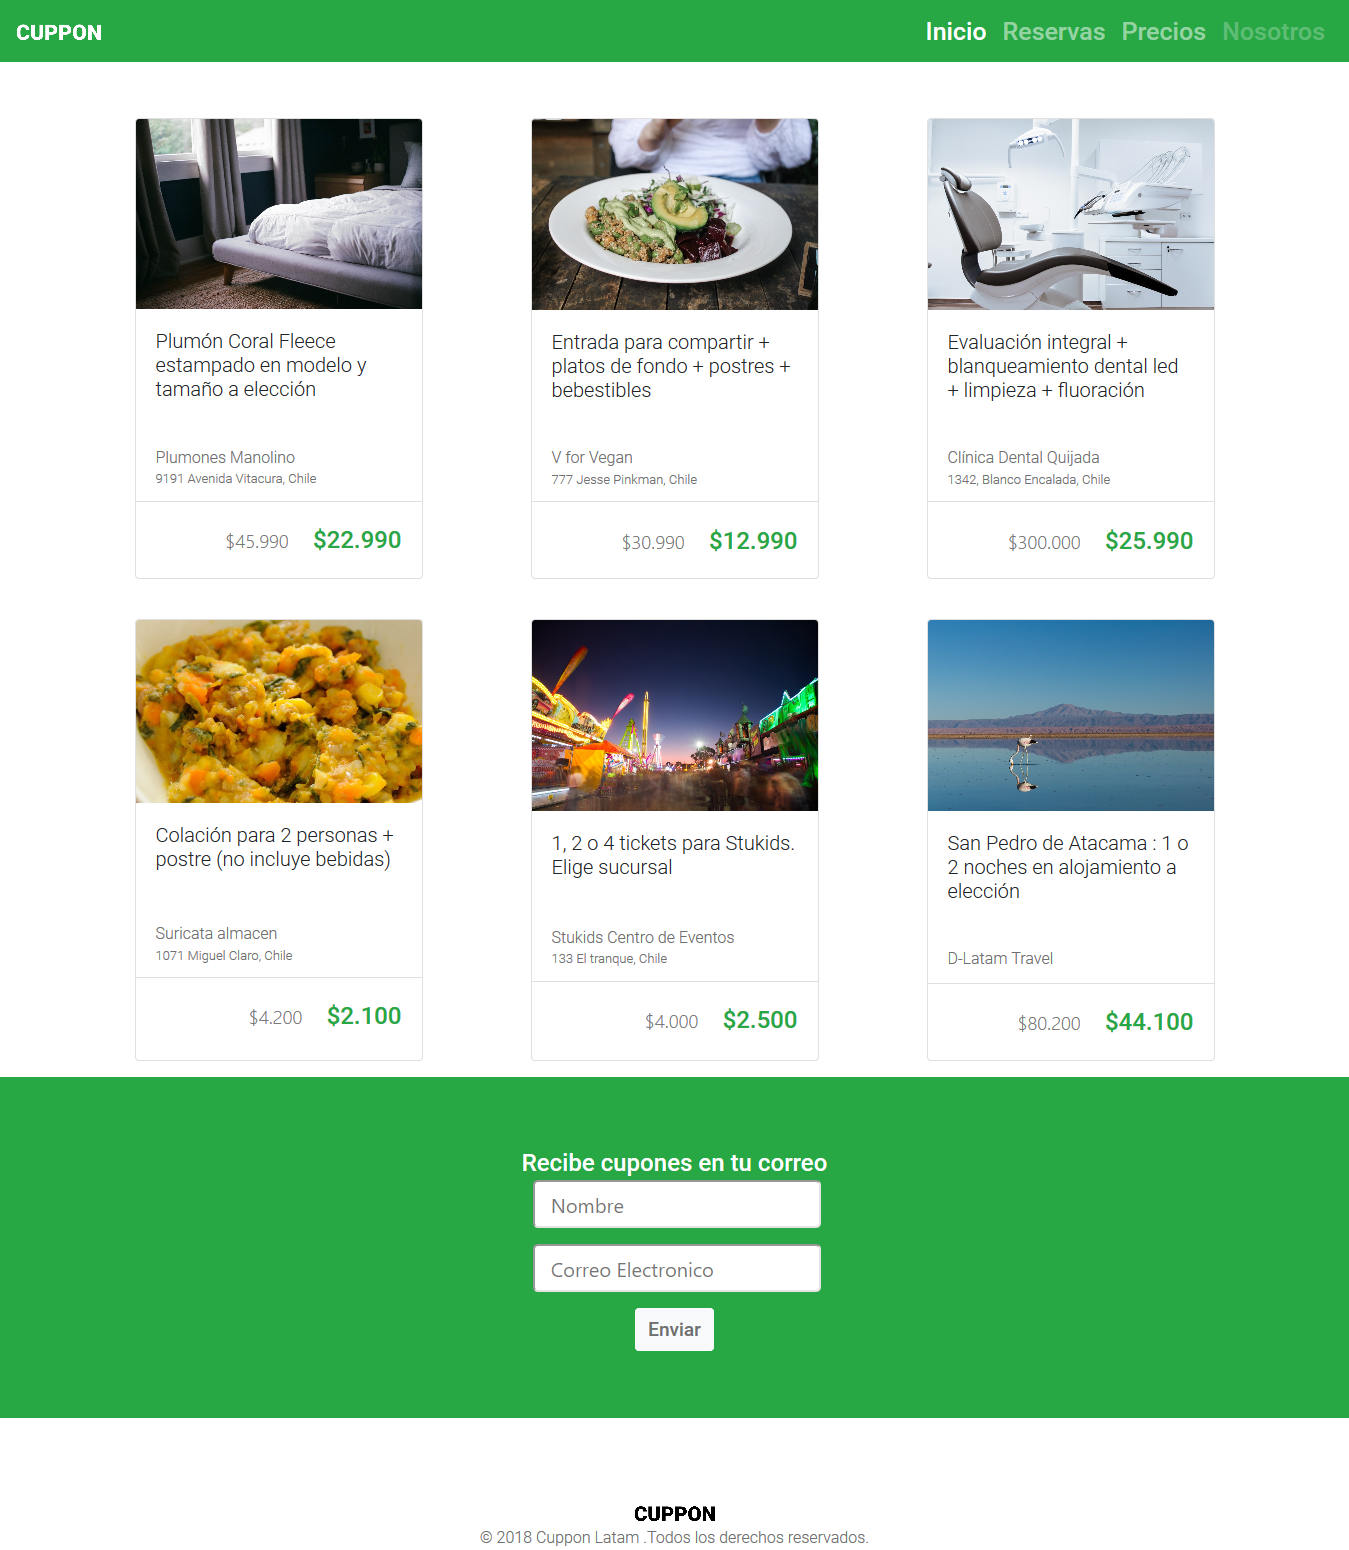 CUPPON
Inicio Reservas Precios Nosotros
Plumón Coral Fleece
estampado en modelo y
tamaño a elección
Plumones Manolino
9191 Avenida Vitacura, Chile
$45.990 $22.990
Entrada para compartir +
platos de fondo + postres +
bebestibles
V for Vegan
777 Jesse Pinkman, Chile
$30.990 $12.990
Evaluación integral +
blanqueamiento dental led
+ limpieza + fluoración
Clínica Dental Quijada
1342, Blanco Encalada, Chile
$300.000 $25.990
Colación para 2 personas +
postre (no incluye bebidas)
Suricata almacen
1071 Miguel Claro, Chile
$4.200 $2.100
1, 2 o 4 tickets para Stukids.
Elige sucursal
Stukids Centro de Eventos
133 El tranque, Chile
$4.000 $2.500
San Pedro de Atacama : 1 o
2 noches en alojamiento a
elección
D-Latam Travel
$80.200 $44.100
Recibe cupones en tu correo
Nombre
Correo Electronico
Enviar
CUPPON
© 2018 Cuppon Latam .Todos los derechos reservados.